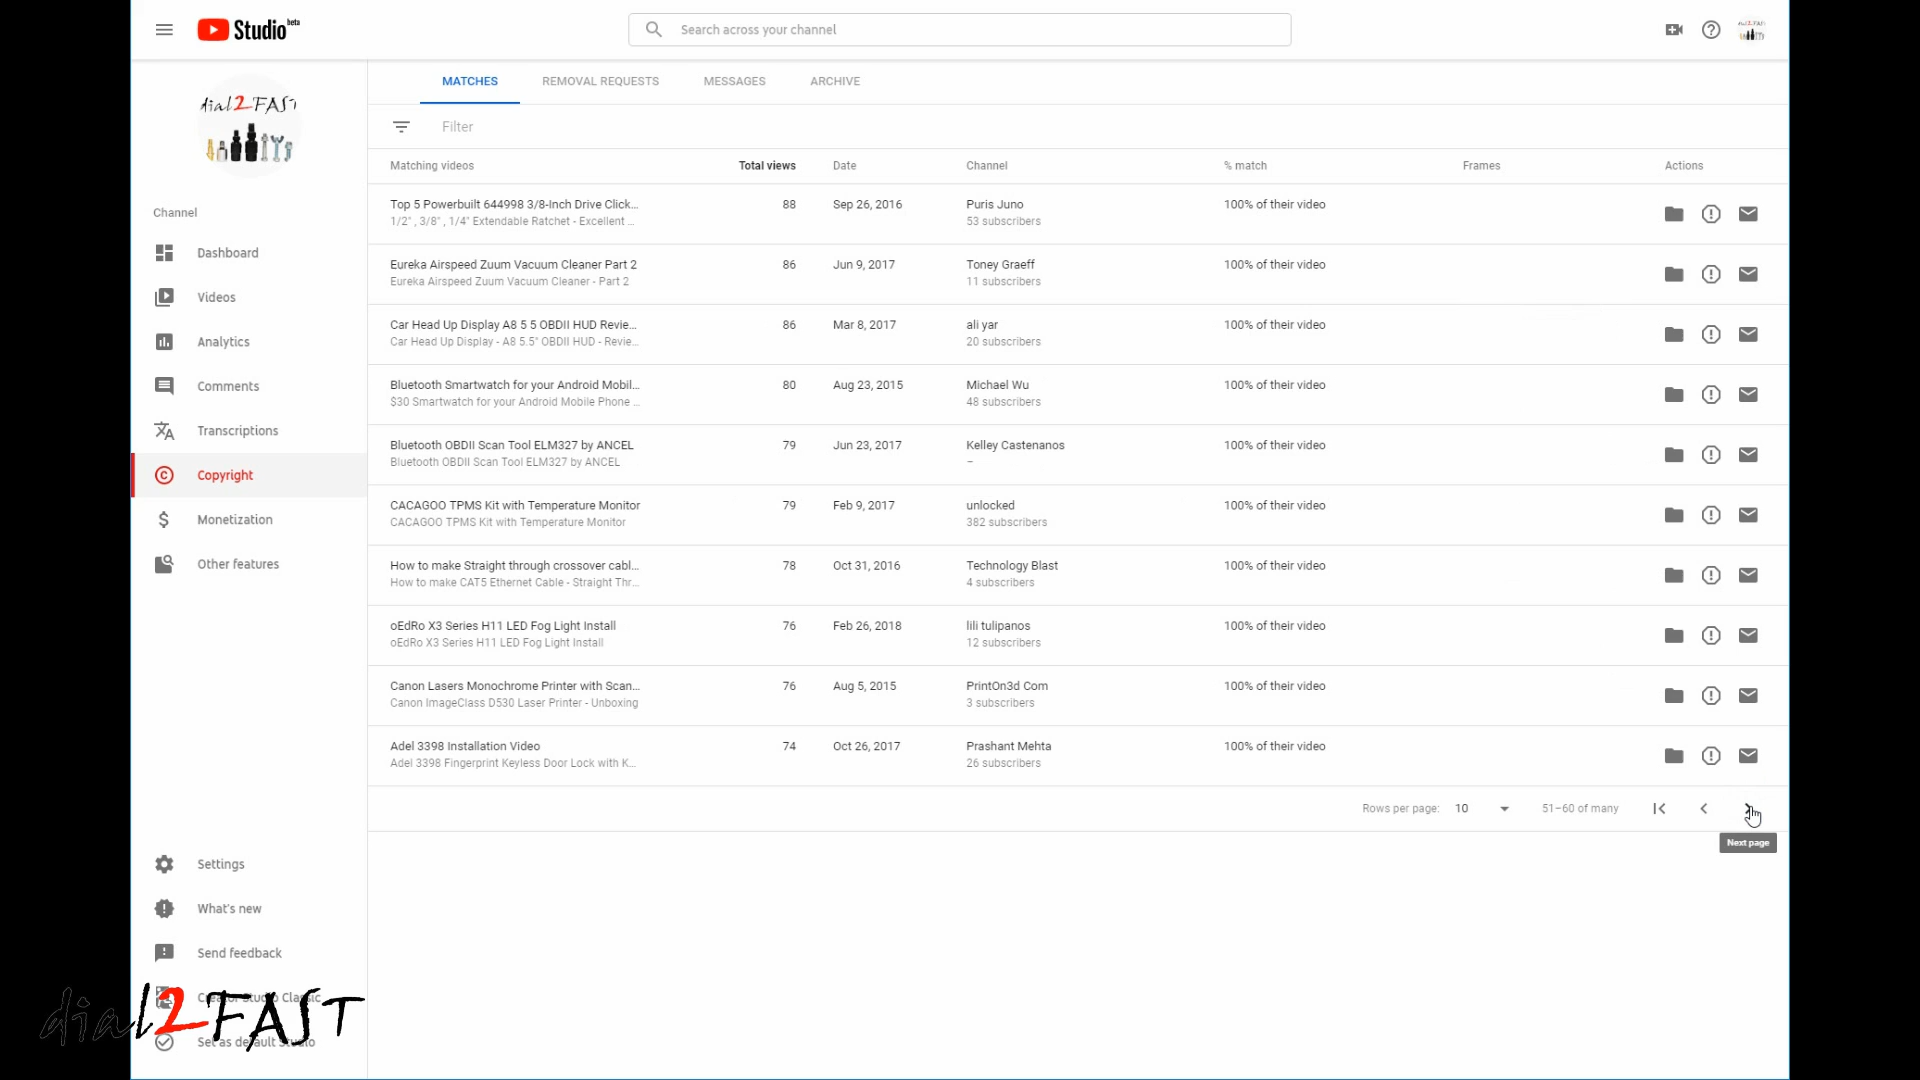 Studio beta
Search across your channel
dial2FAST
Channel
Dashboard
Videos
Analytics
Comments
Transcriptions
Copyright
Monetization
Other features
Settings
What's new
Send feedback
Creator Studio Classic
Set as default Studio
dial2FAST
MATCHES REMOVAL REQUESTS MESSAGES ARCHIVE
Filter
Matching videos Total views Date Channel % match Frames Actions
Top 5 Powerbuilt 644998 3/8-Inch Drive Click... 88 Sep 26, 2016 Puris Juno 100% of their video
1/2" , 3/8" , 1/4" Extendable Ratchet - Excellent ... 53 subscribers
Eureka Airspeed Zuum Vacuum Cleaner Part 2 86 Jun 9, 2017 Toney Graeff 100% of their video
Eureka Airspeed Zuum Vacuum Cleaner - Part 2 11 subscribers
Car Head Up Display A8 5 5 OBDII HUD Revie... 86 Mar 8, 2017 ali yar 100% of their video
Car Head Up Display - A8 5.5" OBDII HUD - Revie... 20 subscribers
Bluetooth Smartwatch for your Android Mobil... 80 Aug 23, 2015 Michael Wu 100% of their video
$30 Smartwatch for your Android Mobile Phone ... 48 subscribers
Bluetooth OBDII Scan Tool ELM327 by ANCEL 79 Jun 23, 2017 Kelley Castenanos 100% of their video
Bluetooth OBDII Scan Tool ELM327 by ANCEL –
CACAGOO TPMS Kit with Temperature Monitor 79 Feb 9, 2017 unlocked 100% of their video
CACAGOO TPMS Kit with Temperature Monitor 382 subscribers
How to make Straight through crossover cabl... 78 Oct 31, 2016 Technology Blast 100% of their video
How to make CAT5 Ethernet Cable - Straight Thr... 4 subscribers
oEdRo X3 Series H11 LED Fog Light Install 76 Feb 26, 2018 lili tulipanos 100% of their video
oEdRo X3 Series H11 LED Fog Light Install 12 subscribers
Canon Lasers Monochrome Printer with Scan... 76 Aug 5, 2015 PrintOn3d Com 100% of their video
Canon ImageClass D530 Laser Printer - Unboxing 3 subscribers
Adel 3398 Installation Video 74 Oct 26, 2017 Prashant Mehta 100% of their video
Adel 3398 Fingerprint Keyless Door Lock with K... 26 subscribers
Rows per page: 10 51–60 of many
Next page